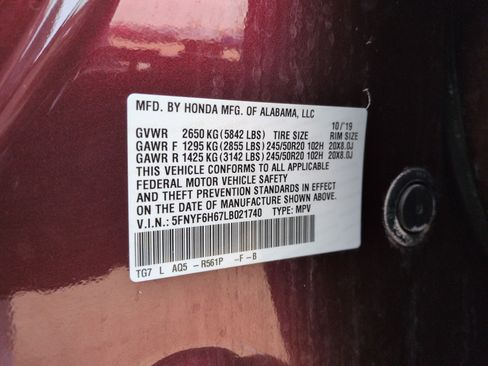 MFD. BY HONDA MFG. OF ALABAMA, LLC
10/'19
GVWR 2650 KG (5842 LBS) TIRE SIZE RIM SIZE
GAWR F 1295 KG (2855 LBS) 245/50R20 102H 20X8.0J
GAWR R 1425 KG (3142 LBS) 245/50R20 102H 20X8.0J
THIS VEHICLE CONFORMS TO ALL APPLICABLE
FEDERAL MOTOR VEHICLE SAFETY
AND THEFT PREVENTION STANDARDS IN EFFECT
ON THE DATE OF MANUFACTURE SHOWN ABOVE.
V.I.N.: 5FNYF6H67LB021740 TYPE: MPV
TG7 L AQ5 - R561P - F - B